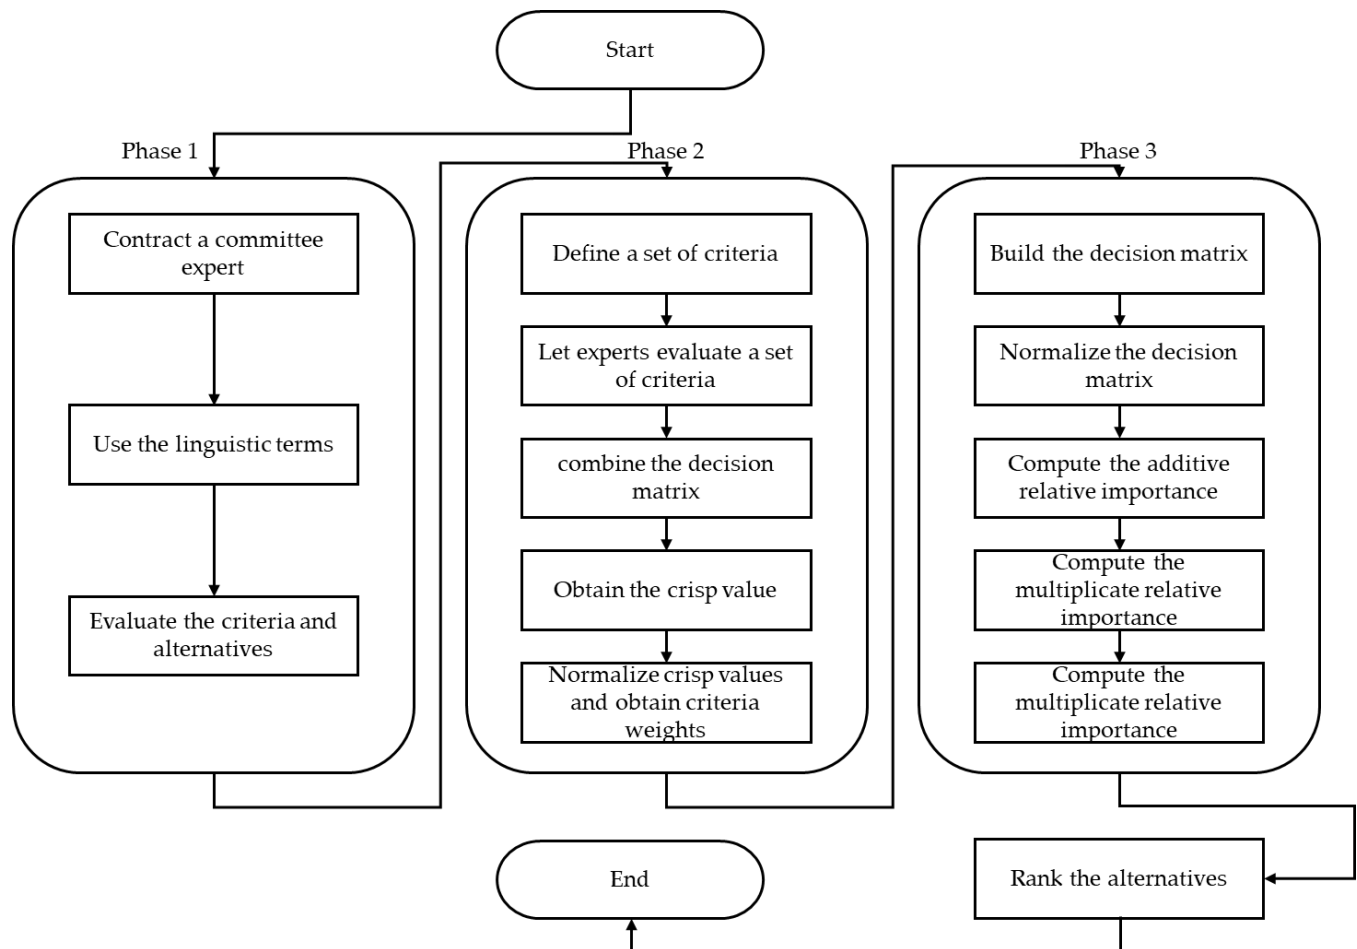 Start
Phase 1
Contract a committee
expert
Use the linguistic terms
Evaluate the criteria and
alternatives
Phase 2
Define a set of criteria
Let experts evaluate a set
of criteria
combine the decision
matrix
Obtain the crisp value
Normalize crisp values
and obtain criteria
weights
Phase 3
Build the decision matrix
Normalize the decision
matrix
Compute the additive
relative importance
Compute the
multiplicate relative
importance
Compute the
multiplicate relative
importance
Rank the alternatives
End